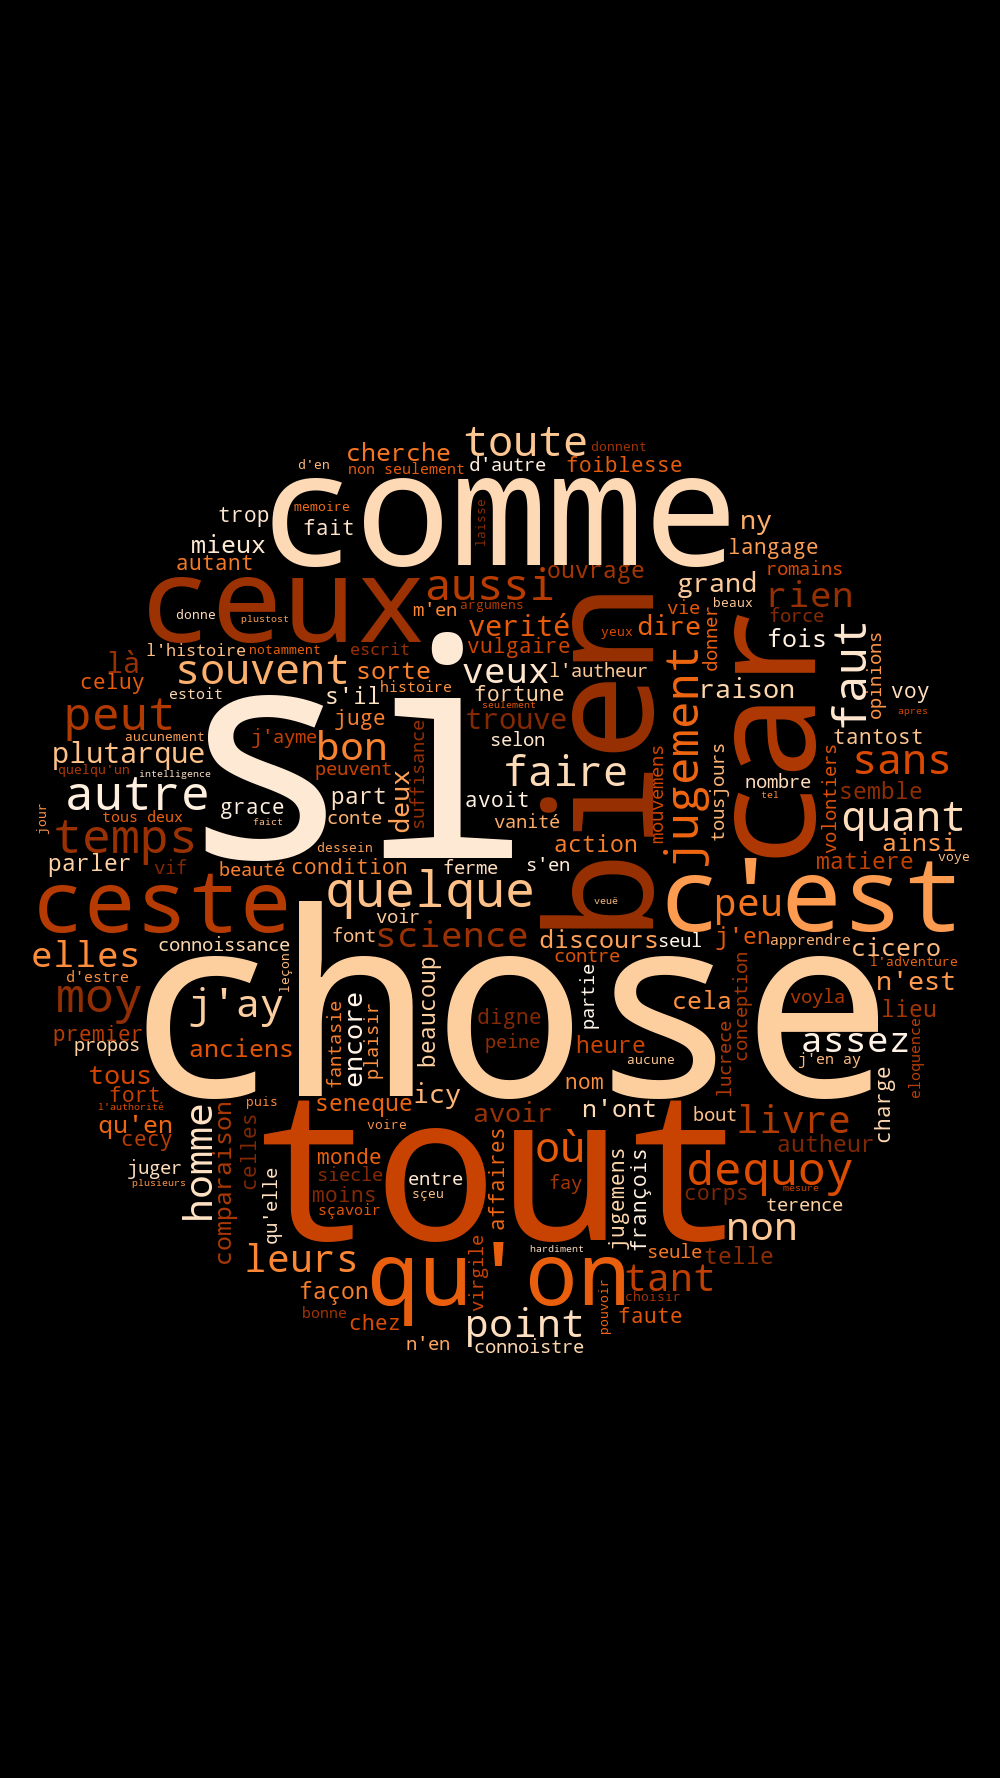 toute
donnent
cherche
d'en
non seulement
d'autre
foiblesse
comme
memoire
laisse
trop
fait
ny
mieux
langage
autant
ceux
aussi
ouvrage
romains
grand
rien
donne
plustost
m'en
argumens
vie
beaux
force
verité
yeux
dire
donner
fois
faut
l'histoire
notamment
escrit
vulgaire
bien
car
opinions
là
souvent
sorte
veux
l'autheur
jugement
celuy
estoit
s'il
histoire
fortune
raison
voy
si
seulement
apres
peut
juge
trouve
aucunement
j'ayme
bon
selon
tantost
plutarque
suffisance
mouvemens
tousjours
volontiers
sans
quelqu'un
intelligence
peuvent
faire
nombre
tel
semble
autre
deux
part
avoit
jour
tous deux
grace
faict
conte
vanité
quant
temps
dessein
action
ainsi
parler
vif
beauté
condition
ferme
s'en
matiere
voye
ceste
quelque
veuë
c'est
peu
voir
connoissance
font
science
discours
seul
j'en
apprendre
cicero
elles
contre
l'adventure
d'estre
leçon
chose
beaucoup
partie
conception
n'est
moy
j'ay
fantasie
encore
plaisir
digne
cela
voyla
lieu
premier
propos
anciens
peine
heure
aucune
lucrece
assez
j'en ay
eloquence
tous
nom
charge
fort
puis
seneque
icy
l'authorité
homme
comparaison
celles
avoir
n'ont
bout
livre
qu'en
voire
tout
cecy
où
autheur
juger
monde
affaires
jugemens
françois
dequoy
plusieurs
siecle
entre
fay
mesure
qu'elle
moins
sçeu
corps
terence
sçavoir
non
leurs
virgile
hardiment
seule
telle
qu'on
tant
façon
pouvoir
choisir
bonne
chez
point
faute
n'en
connoistre